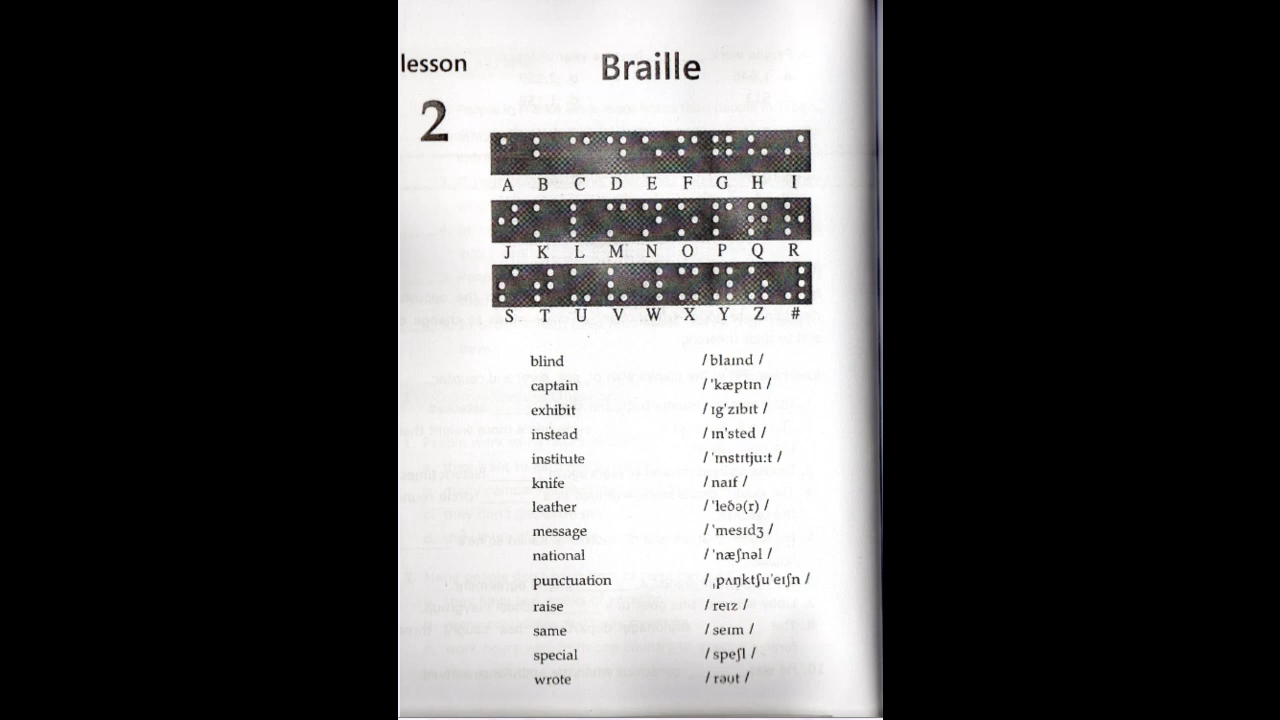 lesson
2
Braille
A B C D E F G H I
J K L M N O P Q R
S T U V W X Y Z #
blind /blaɪnd/
captain /ˈkæptɪn/
exhibit /ɪgˈzɪbɪt/
instead /ɪnˈsted/
institute /ˈɪnstɪtjuːt/
knife /naɪf/
leather /ˈleðə(r)/
message /ˈmesɪdʒ/
national /ˈnæʃnəl/
punctuation /ˌpʌŋktʃuˈeɪʃn/
raise /reɪz/
same /seɪm/
special /speʃl/
wrote /rəʊt/